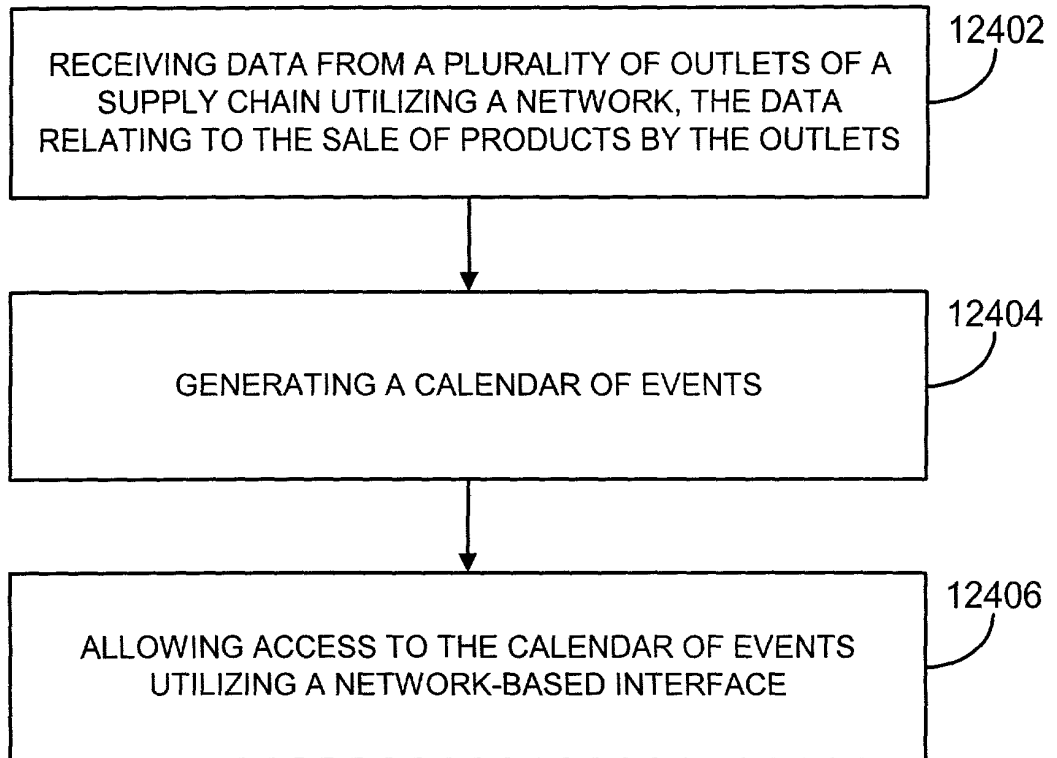 12402
RECEIVING DATA FROM A PLURALITY OF OUTLETS OF A
SUPPLY CHAIN UTILIZING A NETWORK, THE DATA
RELATING TO THE SALE OF PRODUCTS BY THE OUTLETS
12404
GENERATING A CALENDAR OF EVENTS
12406
ALLOWING ACCESS TO THE CALENDAR OF EVENTS
UTILIZING A NETWORK-BASED INTERFACE